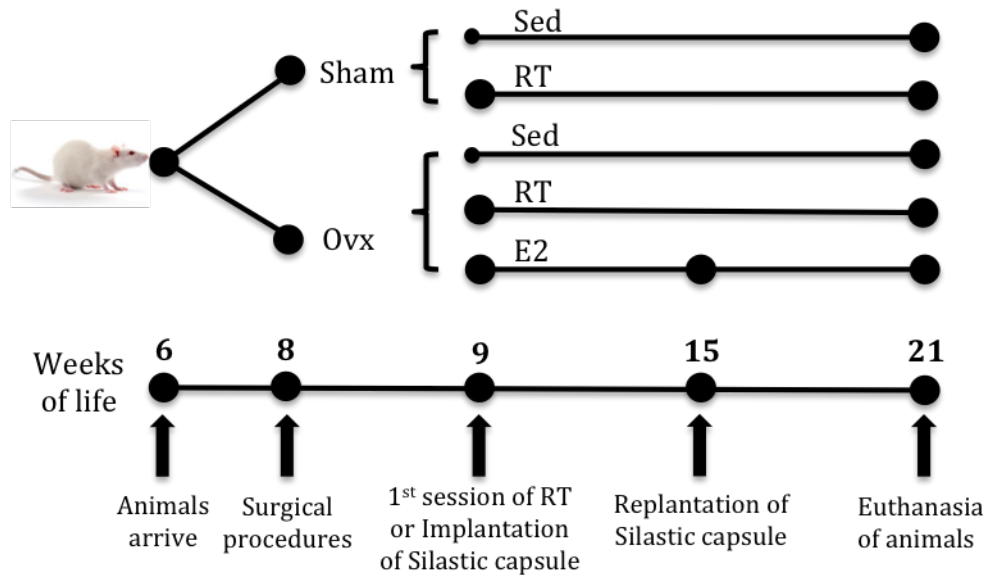 Sed
Sham
RT
Sed
RT
Ovx
E2
6
8
9
15
21
Weeks
of life
Animals
arrive
Surgical
procedures
1st session of RT
or Implantation
of Silastic capsule
Replantation of
Silastic capsule
Euthanasia
of animals